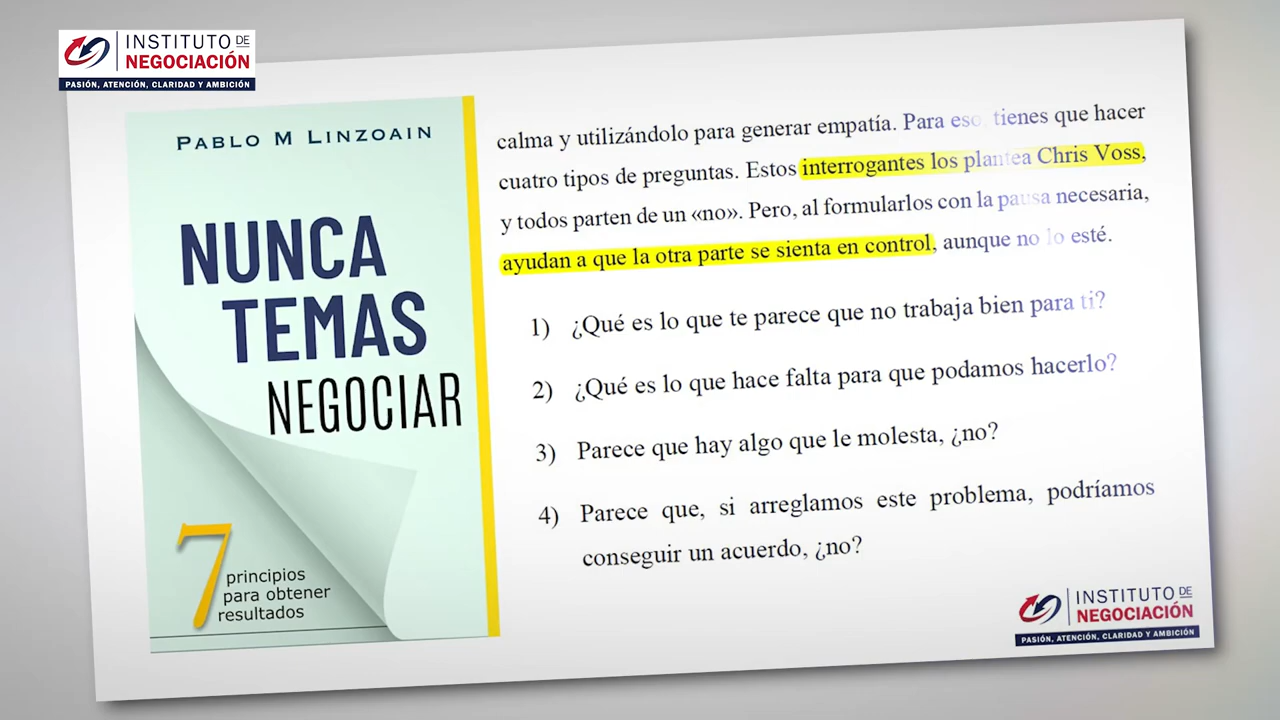 INSTITUTO DE
NEGOCIACIÓN
PASIÓN, ATENCIÓN, CLARIDAD Y AMBICIÓN
PABLO M LINZOAIN
NUNCA
TEMAS
NEGOCIAR
7
principios
para obtener
resultados
calma y utilizándolo para generar empatía. Para eso, tienes que hacer
cuatro tipos de preguntas. Estos interrogantes los plantea Chris Voss,
y todos parten de un «no». Pero, al formularlos con la pausa necesaria,
ayudan a que la otra parte se sienta en control, aunque no lo esté.
1) ¿Qué es lo que te parece que no trabaja bien para ti?
2) ¿Qué es lo que hace falta para que podamos hacerlo?
3) Parece que hay algo que le molesta, ¿no?
4) Parece que, si arreglamos este problema, podríamos
conseguir un acuerdo, ¿no?
INSTITUTO DE
NEGOCIACIÓN
PASIÓN, ATENCIÓN, CLARIDAD Y AMBICIÓN